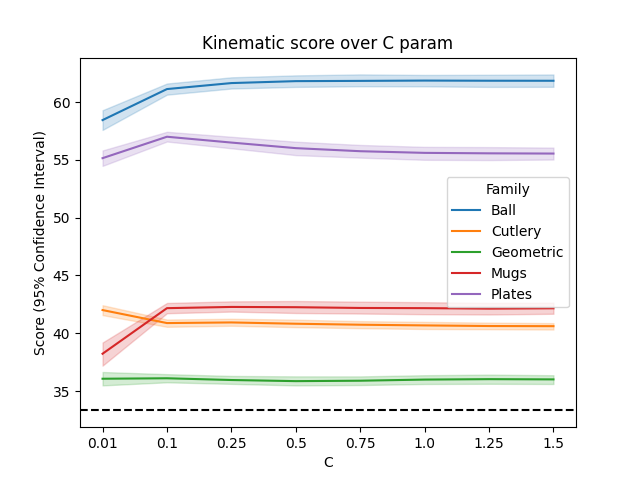 Kinematic score over C param
Score (95% Confidence Interval)
60
55
50
45
40
35
Family
Ball
Cutlery
Geometric
Mugs
Plates
0.01 0.1 0.25 0.5 0.75 1.0 1.25 1.5
C